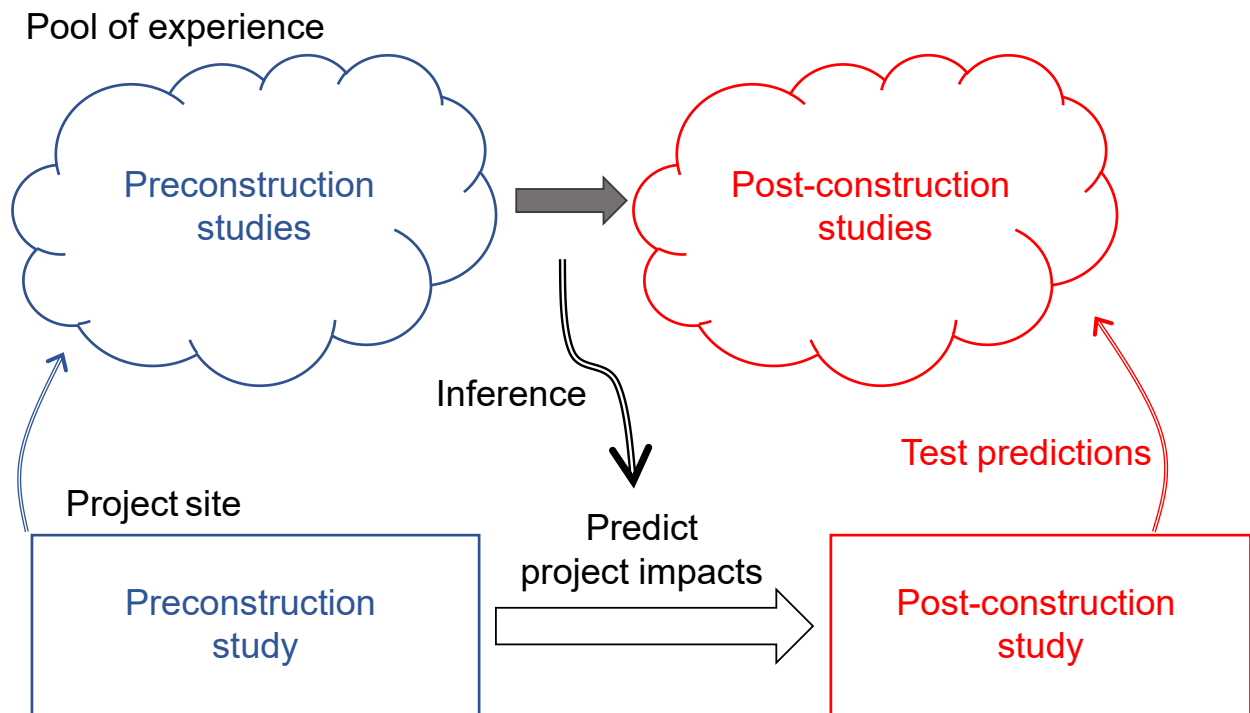 Pool of experience
Preconstruction
studies
Post-construction
studies
Inference
Test predictions
Project site
Predict
project impacts
Preconstruction
study
Post-construction
study